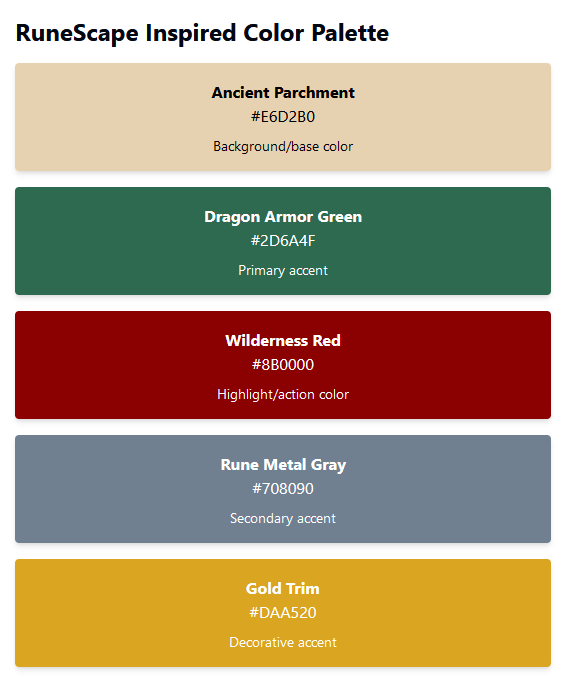 RuneScape Inspired Color Palette
Ancient Parchment
#E6D2B0
Background/base color
Dragon Armor Green
#2D6A4F
Primary accent
Wilderness Red
#8B0000
Highlight/action color
Rune Metal Gray
#708090
Secondary accent
Gold Trim
#DAA520
Decorative accent